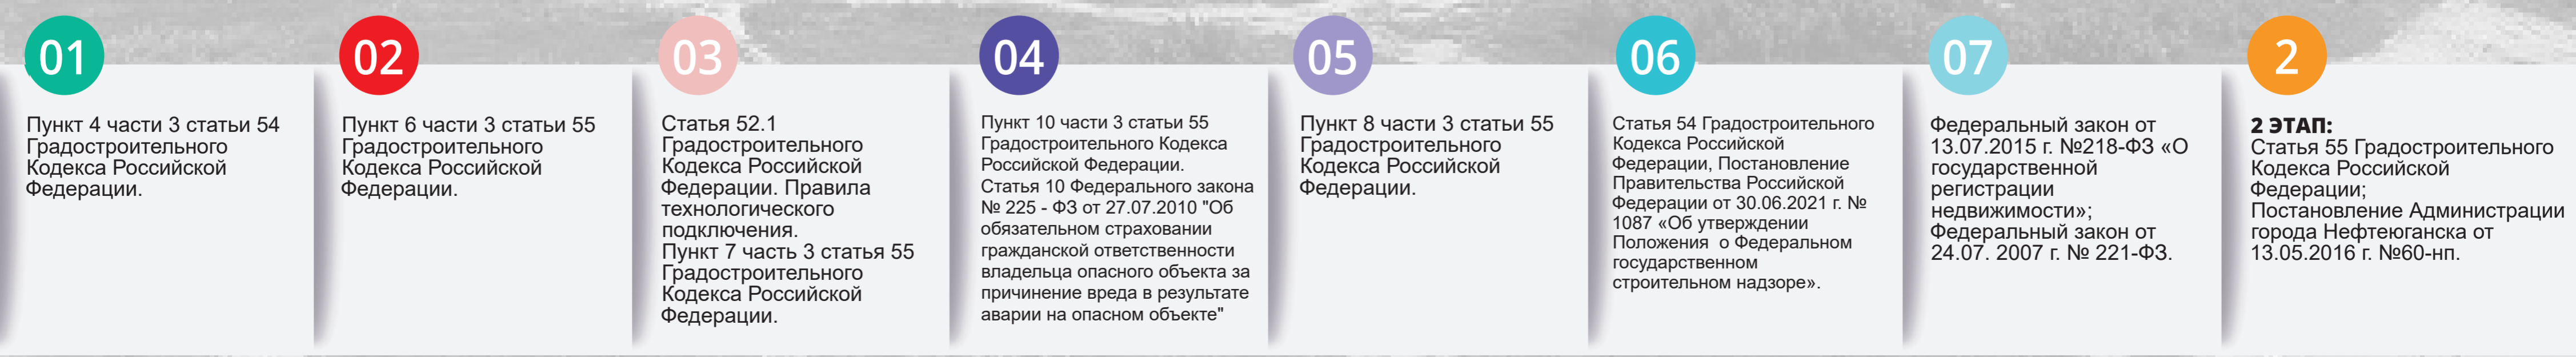 01
Пункт 4 части 3 статьи 54
Градостроительного
Кодекса Российской
Федерации.
02
Пункт 6 части 3 статьи 55
Градостроительного
Кодекса Российской
Федерации.
03
Статья 52.1
Градостроительного
Кодекса Российской
Федерации. Правила
технологического
подключения.
Пункт 7 часть 3 статья 55
Градостроительного
Кодекса Российской
Федерации.
04
Пункт 10 части 3 статьи 55
Градостроительного Кодекса
Российской Федерации.
Статья 10 Федерального закона
№ 225 - ФЗ от 27.07.2010 "Об
обязательном страховании
гражданской ответственности
владельца опасного объекта за
причинение вреда в результате
аварии на опасном объекте"
05
Пункт 8 части 3 статьи 55
Градостроительного
Кодекса Российской
Федерации.
06
Статья 54 Градостроительного
Кодекса Российской
Федерации, Постановление
Правительства Российской
Федерации от 30.06.2021 г. №
1087 «Об утверждении
Положения о Федеральном
государственном
строительном надзоре».
07
Федеральный закон от
13.07.2015 г. №218-ФЗ «О
государственной
регистрации
недвижимости»;
Федеральный закон от
24.07. 2007 г. № 221-ФЗ.
2
2 ЭТАП:
Статья 55 Градостроительного
Кодекса Российской
Федерации;
Постановление Администрации
города Нефтеюганска от
13.05.2016 г. №60-нп.